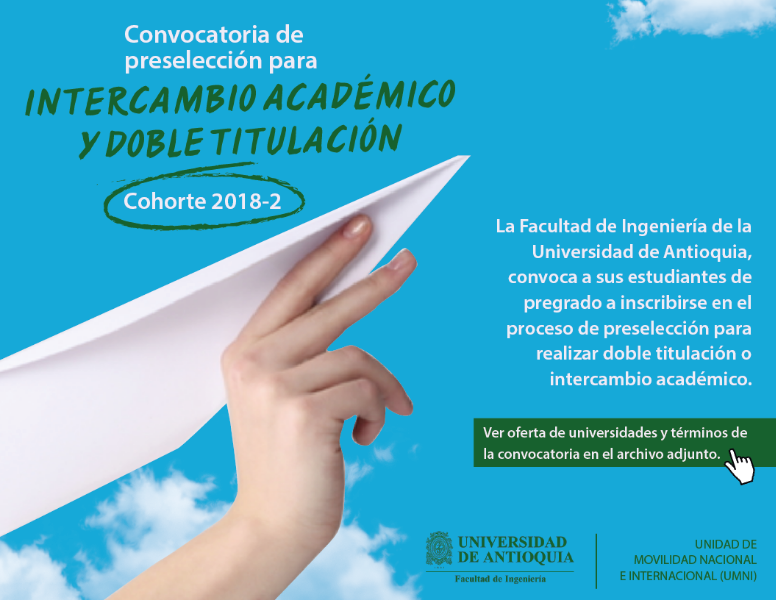 Convocatoria de
preselección para
INTERCAMBIO ACADÉMICO
Y DOBLE TITULACIÓN
Cohorte 2018-2
La Facultad de Ingeniería de la
Universidad de Antioquia,
convoca a sus estudiantes de
pregrado a inscribirse en el
proceso de preselección para
realizar doble titulación o
intercambio académico.
Ver oferta de universidades y términos de
la convocatoria en el archivo adjunto.
UNIVERSIDAD
DE ANTIOQUIA
Facultad de Ingeniería
UNIDAD DE
MOVILIDAD NACIONAL
E INTERNACIONAL (UMNI)